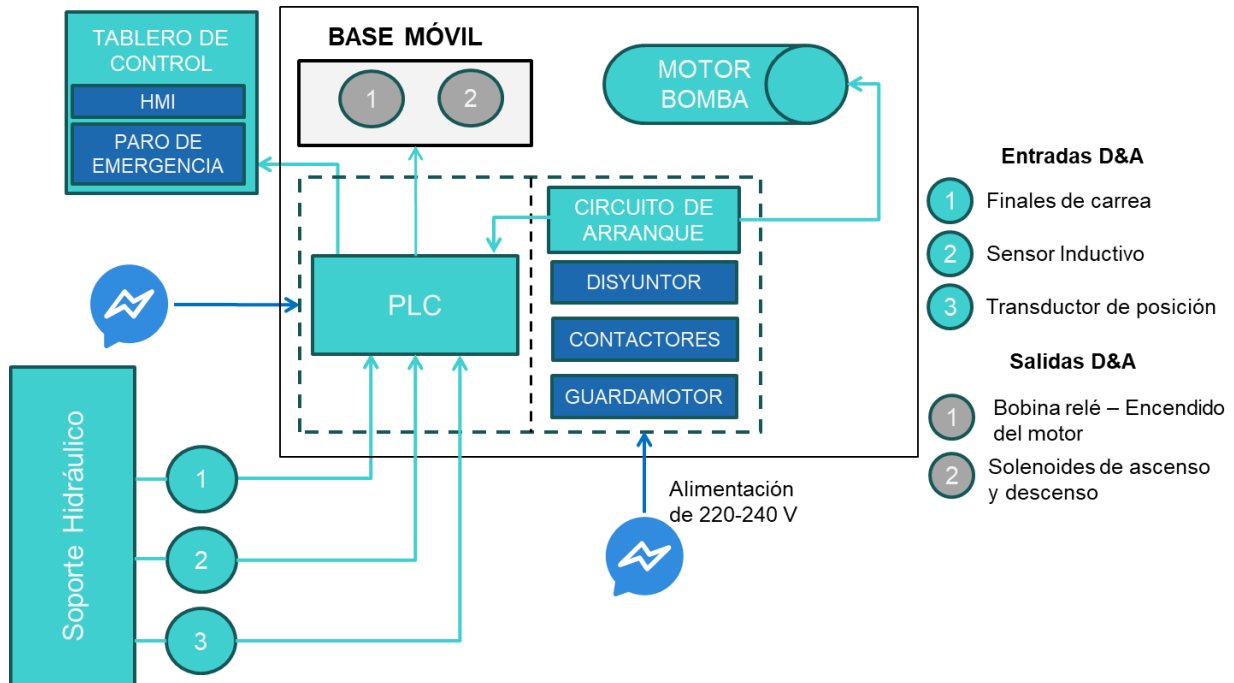 TABLERO DE
CONTROL
HMI
PARO DE
EMERGENCIA
BASE MÓVIL
1
2
MOTOR
BOMBA
CIRCUITO DE
ARRANQUE
DISYUNTOR
CONTACTORES
GUARDAMOTOR
PLC
Soporte Hidráulico
1
2
3
Alimentación
de 220-240 V
Entradas D&A
1 Finales de carrea
2 Sensor Inductivo
3 Transductor de posición
Salidas D&A
1 Bobina relé – Encendido
del motor
2 Solenoides de ascenso
y descenso